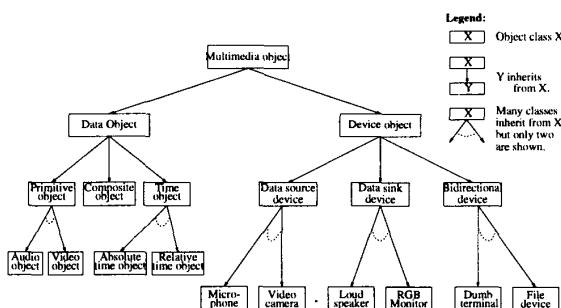 Legend:
X
Object class X
X
Y
Y inherits
from X.
X
Many classes
inherit from X
but only two
are shown.
Multimedia object
Data Object
Device object
Primitive
object
Composite
object
Time
object
Data source
device
Data sink
device
Bidirectional
device
Audio
object
Video
object
Absolute
time object
Relative
time object
Micro-
phone
Video
camera
Loud
speaker
RGB
Monitor
Dumb
terminal
File
device